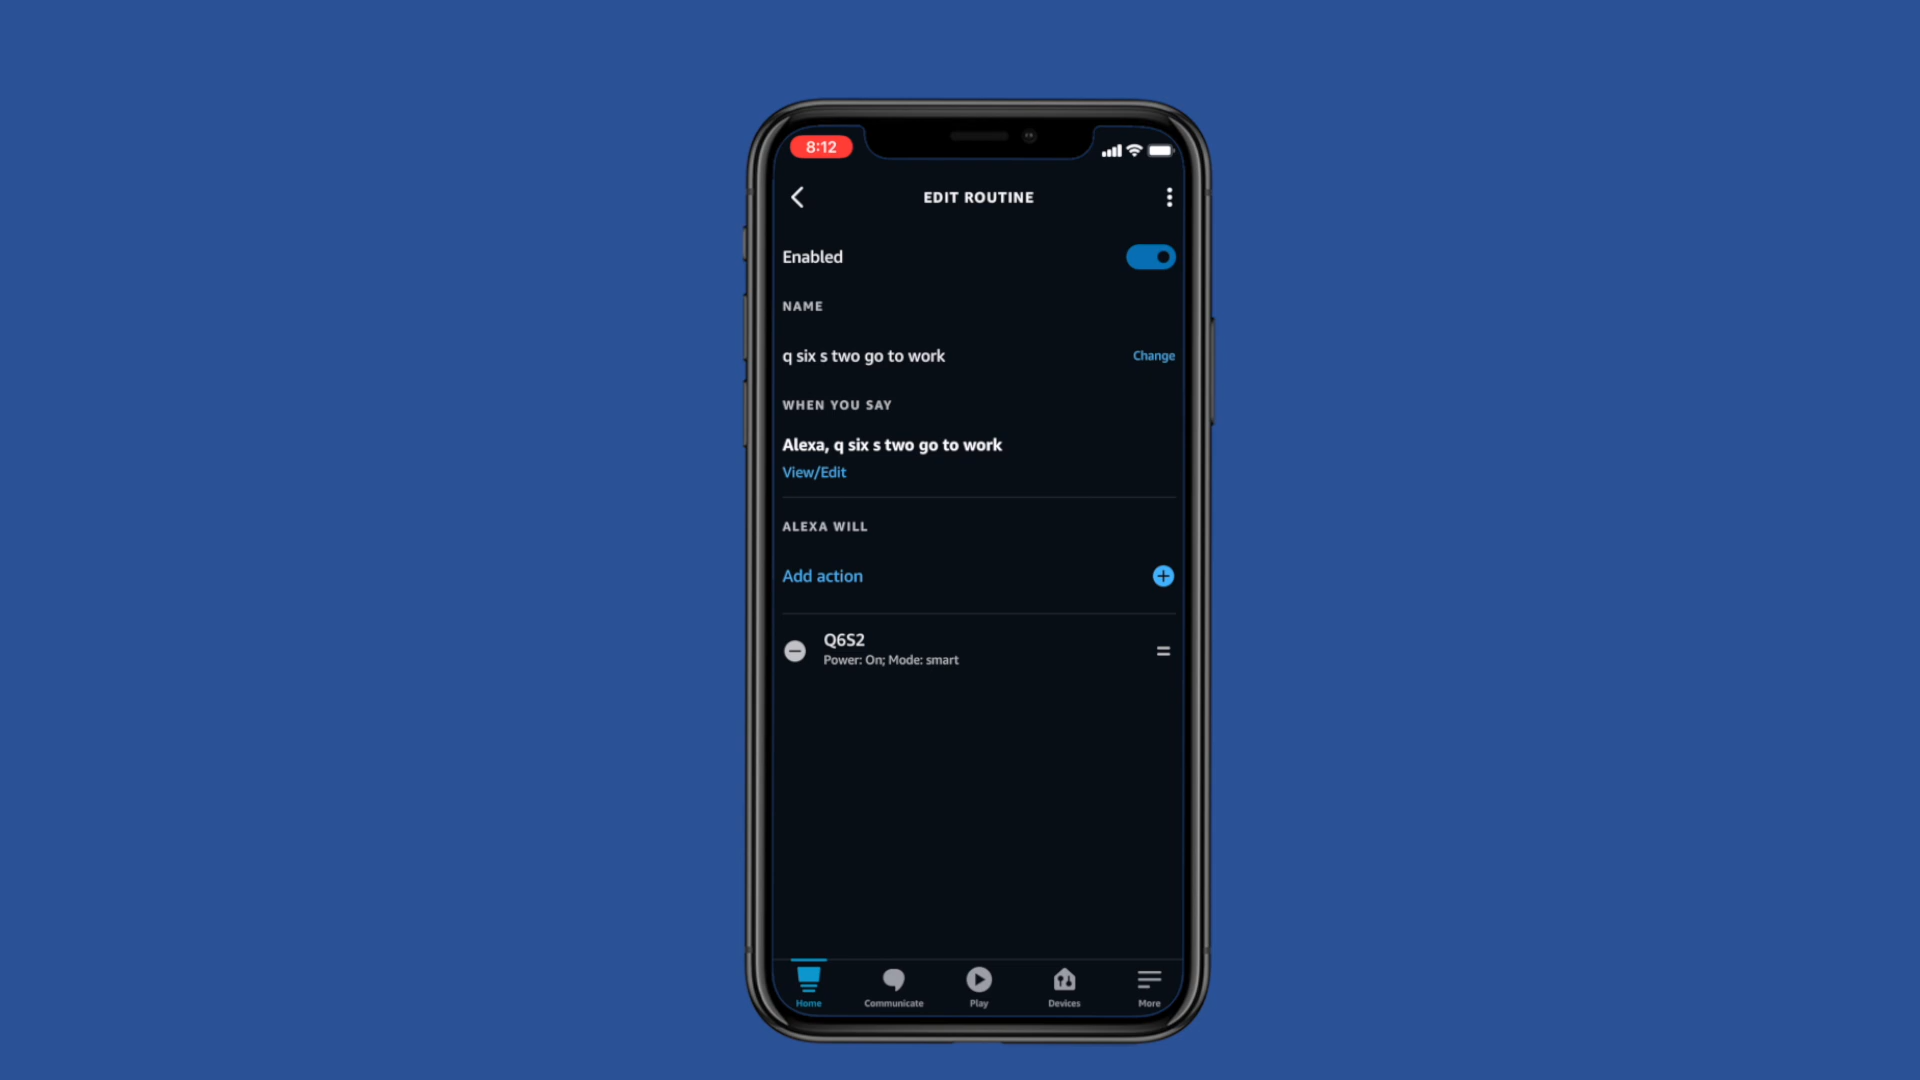 8:12
EDIT ROUTINE
Enabled
NAME
q six s two go to work
Change
WHEN YOU SAY
Alexa, q six s two go to work
View/Edit
ALEXA WILL
Add action
Q6S2
Power: On; Mode: smart
Home
Communicate
Play
Devices
More